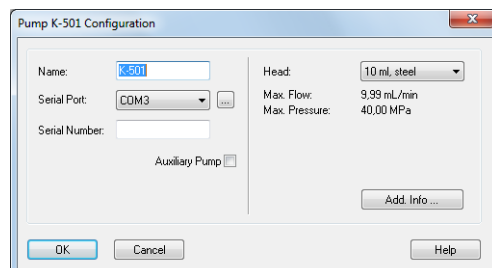 Pump K-501 Configuration
Name: K-501
Serial Port: COM3 ...
Serial Number:
Auxiliary Pump
Head: 10 ml, steel
Max. Flow: 9,99 mL/min
Max. Pressure: 40,00 MPa
Add. Info ...
OK Cancel Help